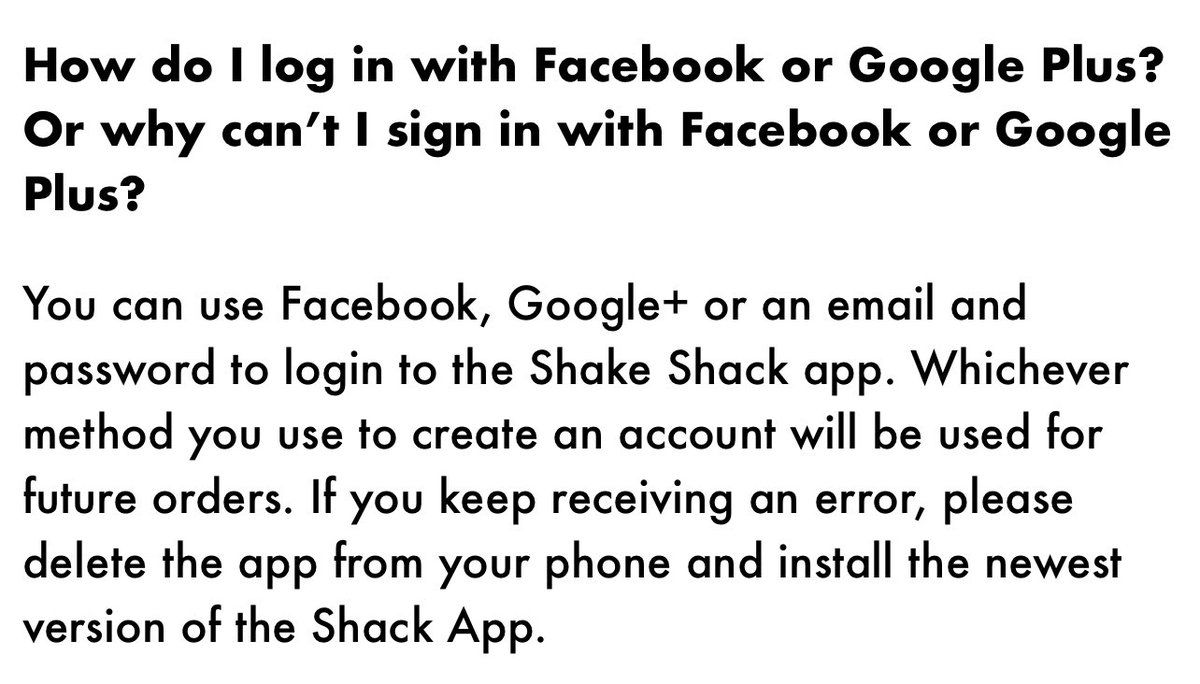 How do I log in with Facebook or Google Plus?
Or why can’t I sign in with Facebook or Google
Plus?
You can use Facebook, Google+ or an email and
password to login to the Shake Shack app. Whichever
method you use to create an account will be used for
future orders. If you keep receiving an error, please
delete the app from your phone and install the newest
version of the Shack App.